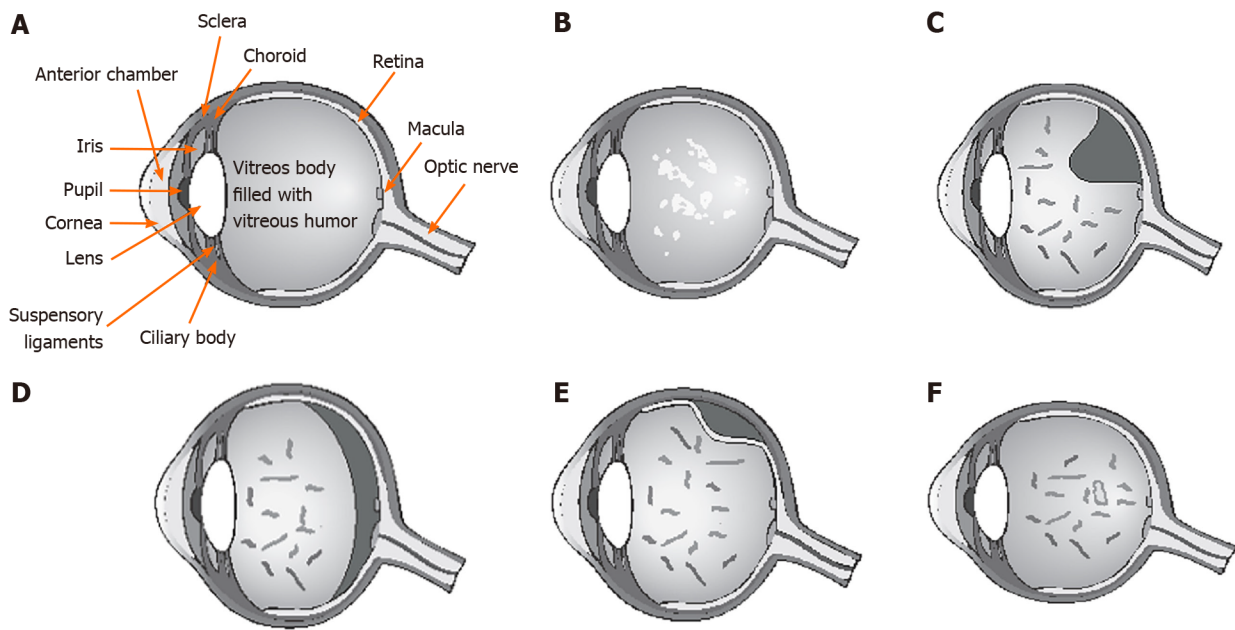 A
Sclera
Choroid
Anterior chamber
Retina
Iris
Macula
Pupil
Vitreos body
filled with
vitreous humor
Optic nerve
Cornea
Lens
Suspensory
ligaments
Ciliary body
B
C
D
E
F